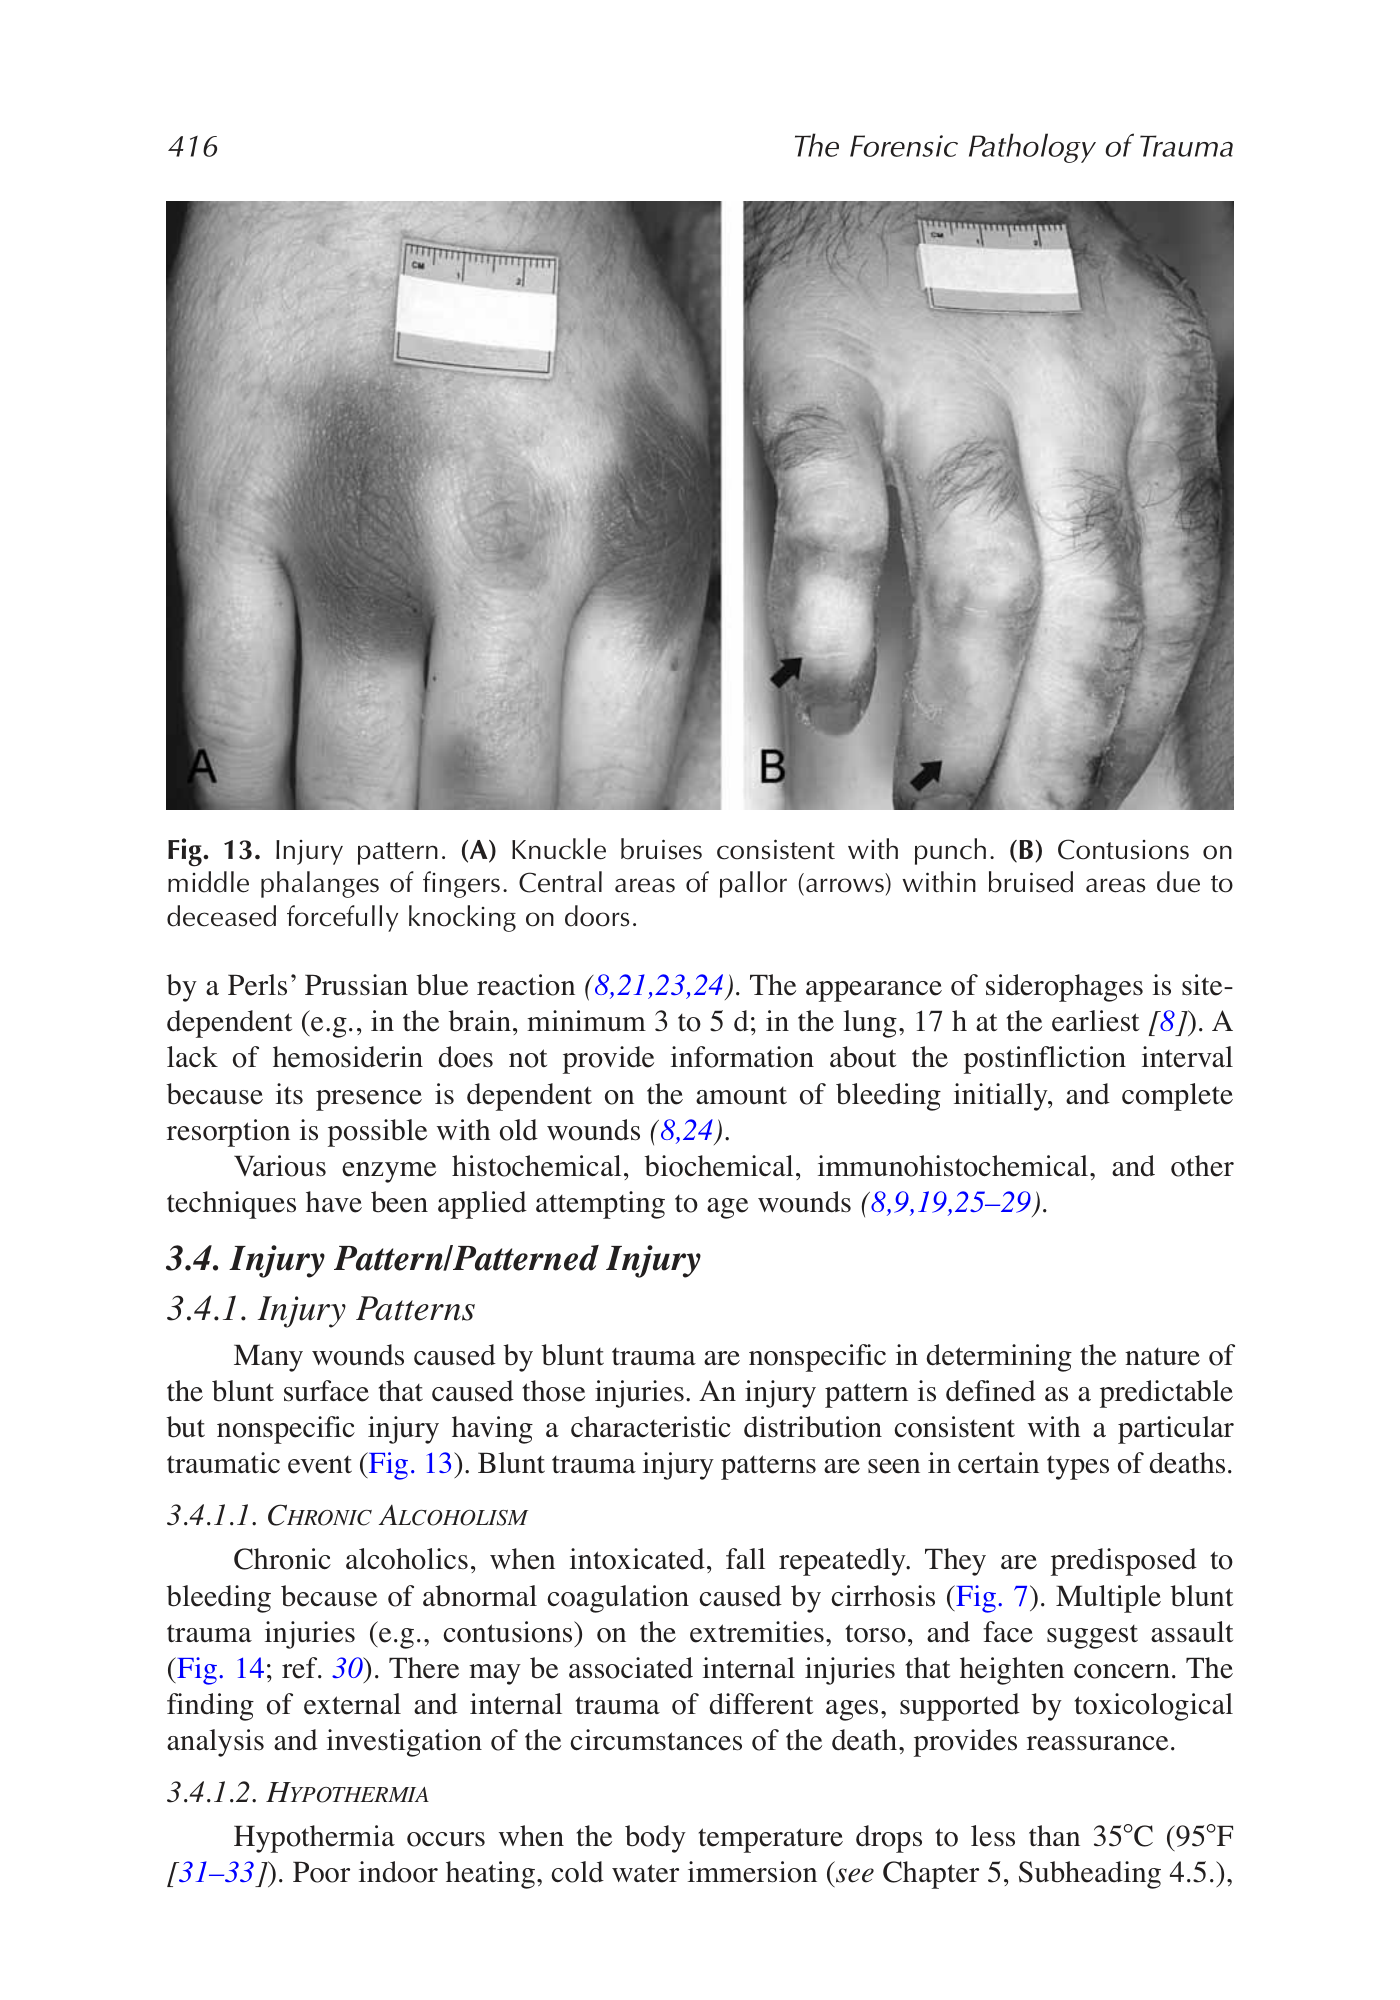 416
The Forensic Pathology of Trauma
CM
1
2
A
CM
1
2
B
Fig. 13. Injury pattern. (A) Knuckle bruises consistent with punch. (B) Contusions on
middle phalanges of fingers. Central areas of pallor (arrows) within bruised areas due to
deceased forcefully knocking on doors.
by a Perls’ Prussian blue reaction (8,21,23,24). The appearance of siderophages is site-
dependent (e.g., in the brain, minimum 3 to 5 d; in the lung, 17 h at the earliest [8]). A
lack of hemosiderin does not provide information about the postinfliction interval
because its presence is dependent on the amount of bleeding initially, and complete
resorption is possible with old wounds (8,24).
Various enzyme histochemical, biochemical, immunohistochemical, and other
techniques have been applied attempting to age wounds (8,9,19,25–29).
3.4. Injury Pattern/Patterned Injury
3.4.1. Injury Patterns
Many wounds caused by blunt trauma are nonspecific in determining the nature of
the blunt surface that caused those injuries. An injury pattern is defined as a predictable
but nonspecific injury having a characteristic distribution consistent with a particular
traumatic event (Fig. 13). Blunt trauma injury patterns are seen in certain types of deaths.
3.4.1.1. CHRONIC ALCOHOLISM
Chronic alcoholics, when intoxicated, fall repeatedly. They are predisposed to
bleeding because of abnormal coagulation caused by cirrhosis (Fig. 7). Multiple blunt
trauma injuries (e.g., contusions) on the extremities, torso, and face suggest assault
(Fig. 14; ref. 30). There may be associated internal injuries that heighten concern. The
finding of external and internal trauma of different ages, supported by toxicological
analysis and investigation of the circumstances of the death, provides reassurance.
3.4.1.2. HYPOTHERMIA
Hypothermia occurs when the body temperature drops to less than 35°C (95°F
[31–33]). Poor indoor heating, cold water immersion (see Chapter 5, Subheading 4.5.),